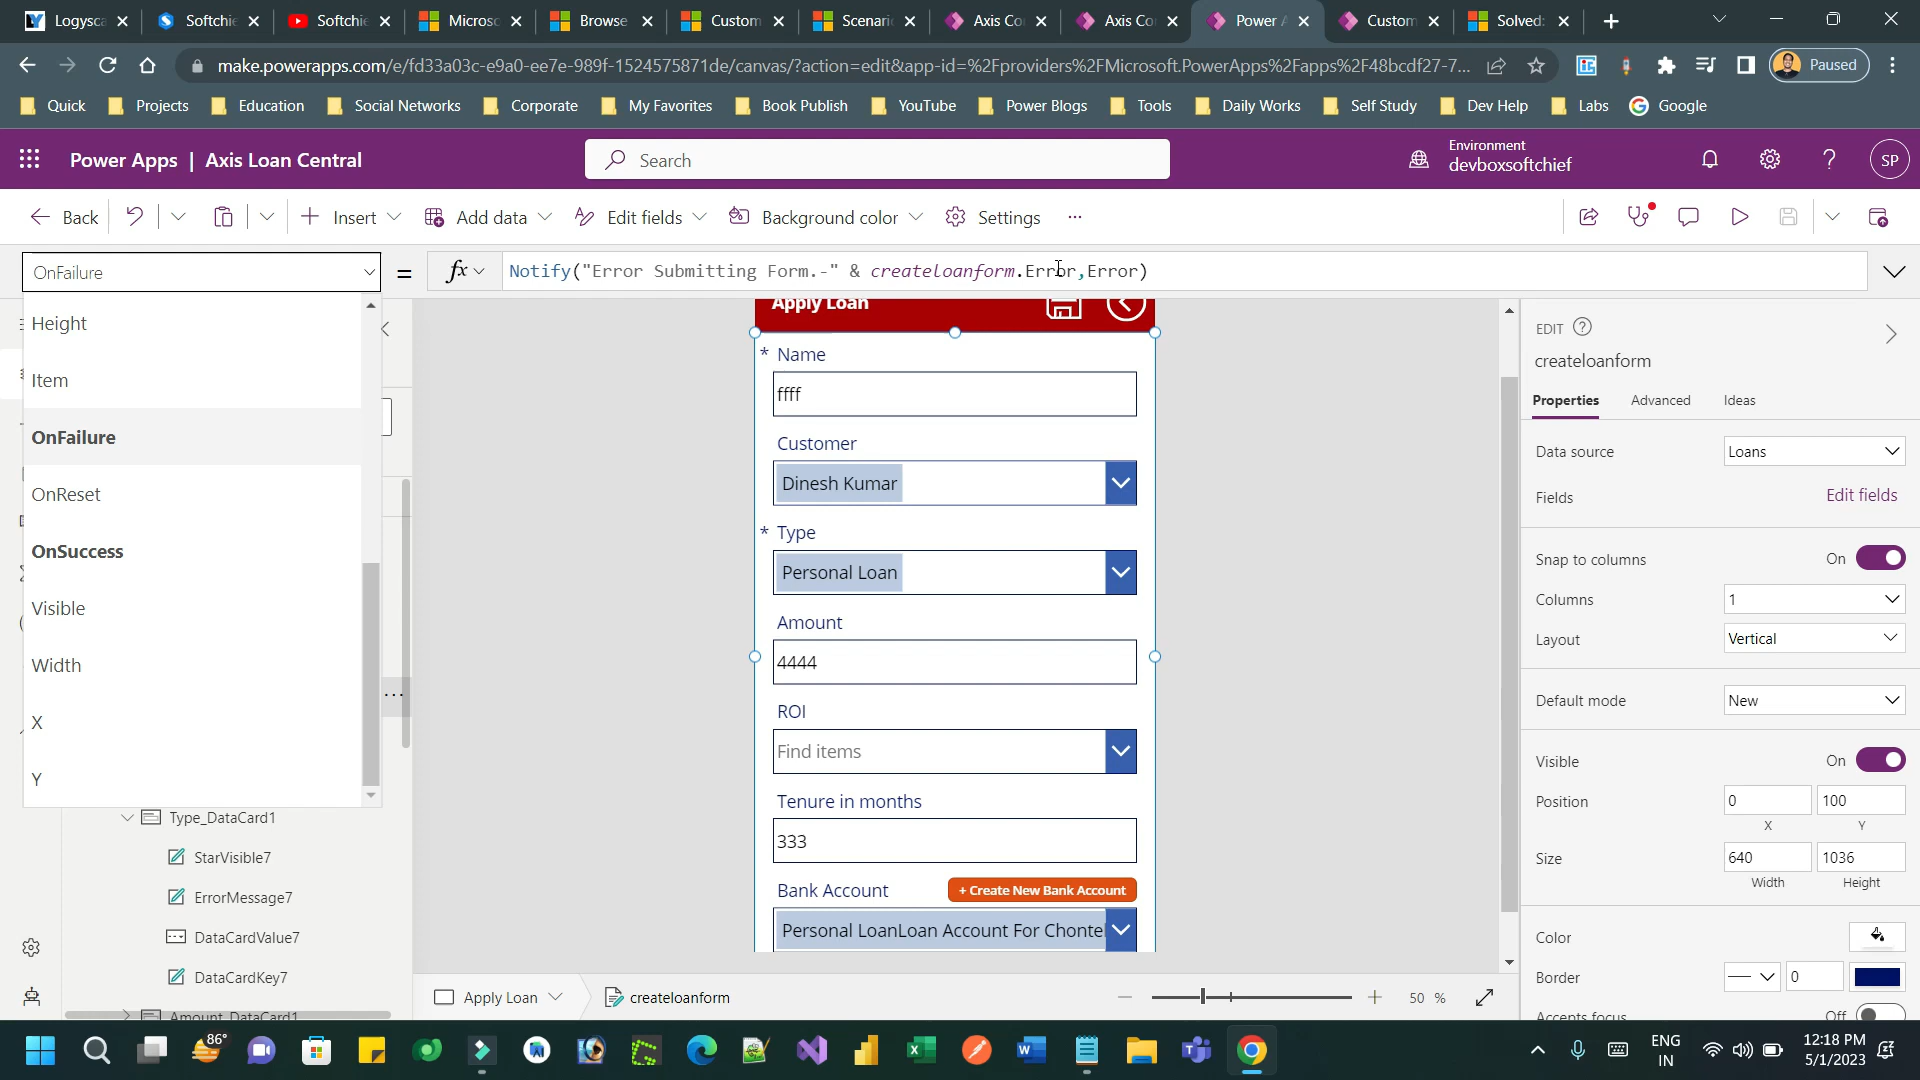 Logysca
Softchie
Softchie
Microso
Browse
Custom
Scenari
Axis Co
Axis Co
Power A
Custom
Solved:
make.powerapps.com/e/fd33a03c-e9a0-ee7e-989f-1524575871de/canvas/?action=edit&app-id=%2Fproviders%2FMicrosoft.PowerApps%2Fapps%2F48bcdf27-7...
Paused
Quick
Projects
Education
Social Networks
Corporate
My Favorites
Book Publish
YouTube
Power Blogs
Tools
Daily Works
Self Study
Dev Help
Labs
Google
Power Apps | Axis Loan Central
Search
Environment
devboxsoftchief
SP
Back
Insert
Add data
Edit fields
Background color
Settings
OnFailure
=
fx
Notify("Error Submitting Form.-" & createloanform.Error,Error)
Height
Item
OnFailure
OnReset
OnSuccess
Visible
Width
X
Y
Type_DataCard1
StarVisible7
ErrorMessage7
DataCardValue7
DataCardKey7
Amount_DataCard1
Apply Loan
* Name
ffff
Customer
Dinesh Kumar
* Type
Personal Loan
Amount
4444
ROI
Find items
Tenure in months
333
Bank Account
+ Create New Bank Account
Personal LoanLoan Account For Chontel
EDIT
createloanform
Properties
Advanced
Ideas
Data source
Loans
Fields
Edit fields
Snap to columns
On
Columns
1
Layout
Vertical
Default mode
New
Visible
On
Position
0
100
X
Y
Size
640
1036
Width
Height
Color
Border
0
Accepts focus
Off
Apply Loan
createloanform
50 %
86°
ENG
IN
12:18 PM
5/1/2023